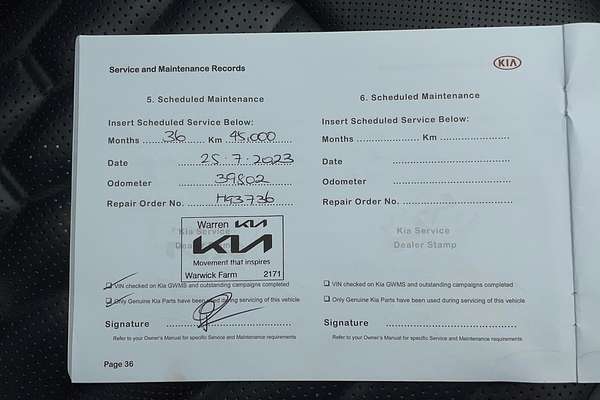 Service and Maintenance Records
KIA
5. Scheduled Maintenance
Insert Scheduled Service Below:
Months 36 Km 45,000
Date 25.7.2023
Odometer 39802
Repair Order No. H93736
Kia Service
Dealer Stamp
Warren KIA
KIA
Movement that inspires
Warwick Farm 2171
VIN checked on Kia GWMS and outstanding campaigns completed
Only Genuine Kia Parts have been used during servicing of this vehicle
Signature
Refer to your Owner's Manual for specific Service and Maintenance requirements
Page 36
6. Scheduled Maintenance
Insert Scheduled Service Below:
Months Km
Date
Odometer
Repair Order No.
Kia Service
Dealer Stamp
VIN checked on Kia GWMS and outstanding campaigns completed
Only Genuine Kia Parts have been used during servicing of this vehicle
Signature
Refer to your Owner's Manual for specific Service and Maintenance requirements